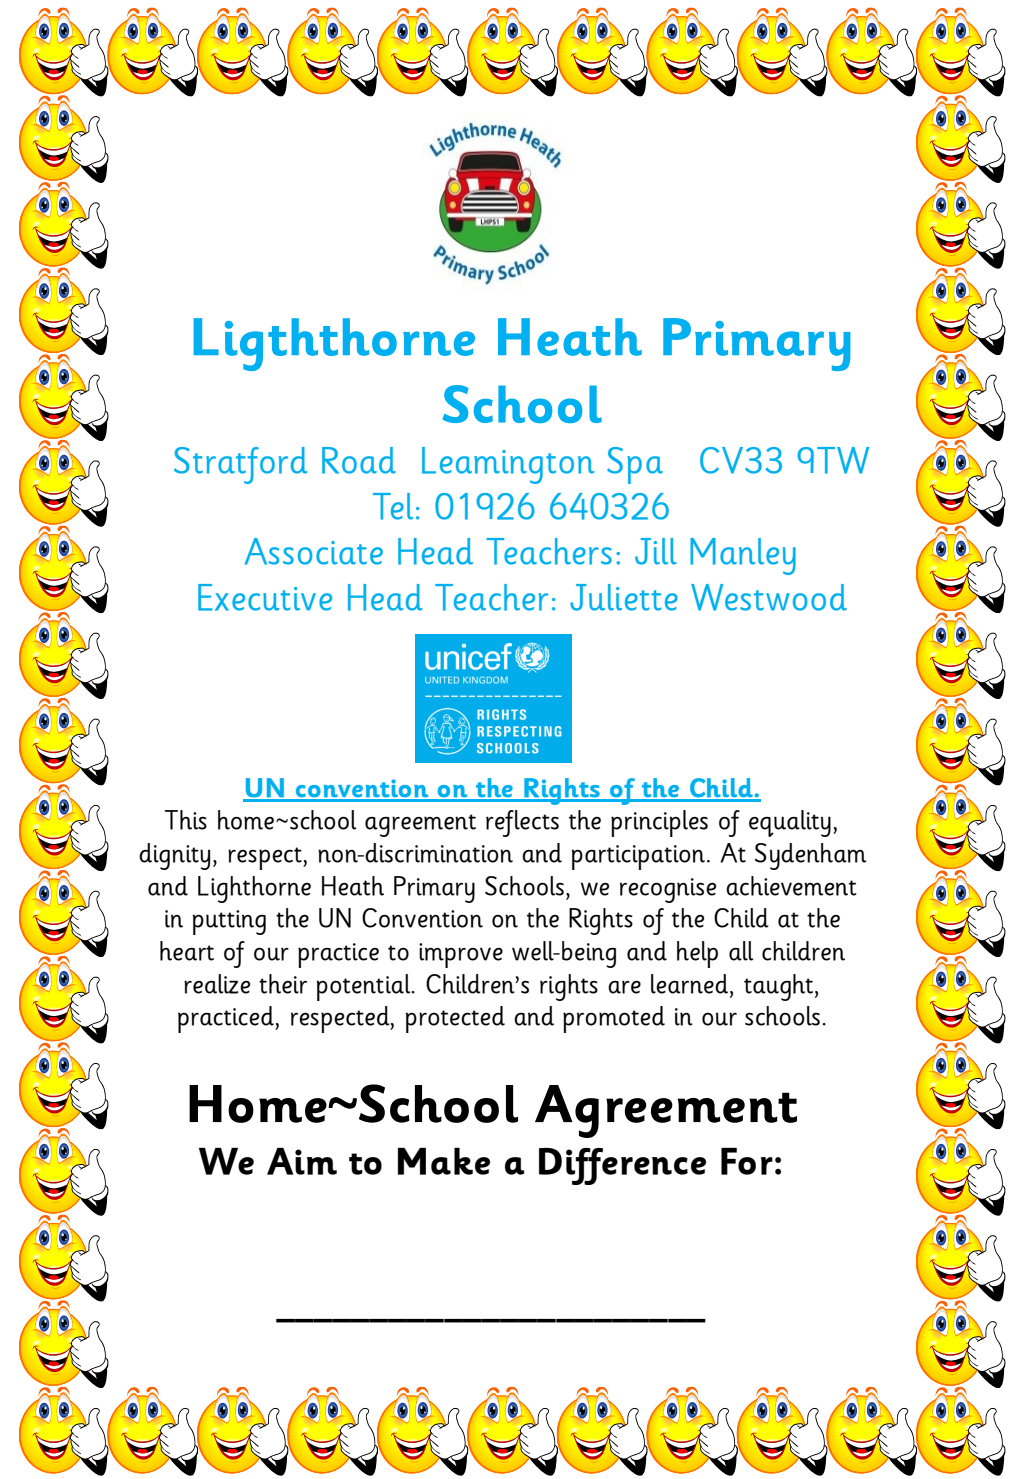 Lighthorne Heath
LHPS1
Primary School
Ligththorne Heath Primary
School
Stratford Road  Leamington Spa   CV33 9TW
Tel: 01926 640326
Associate Head Teachers: Jill Manley
Executive Head Teacher: Juliette Westwood
unicef
UNITED KINGDOM
RIGHTS
RESPECTING
SCHOOLS
UN convention on the Rights of the Child.
This home~school agreement reflects the principles of equality,
dignity, respect, non-discrimination and participation. At Sydenham
and Lighthorne Heath Primary Schools, we recognise achievement
in putting the UN Convention on the Rights of the Child at the
heart of our practice to improve well-being and help all children
realize their potential. Children’s rights are learned, taught,
practiced, respected, protected and promoted in our schools.
Home~School Agreement
We Aim to Make a Difference For:
_______________________